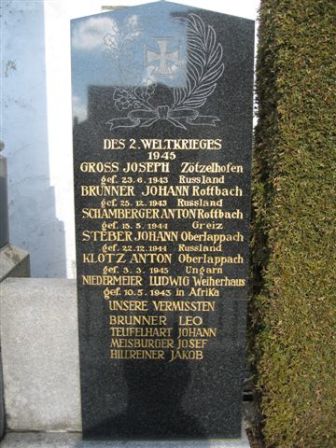 DES 2. WELTKRIEGES
1945
GROSS JOSEPH Zötzelhofen
gef. 23.6.1943 Russland
BRUNNER JOHANN Rottbach
gef. 25.12.1943 Russland
SCHAMBERGER ANTON Rottbach
gef. 15.5.1944 Greiz
STEBER JOHANN Oberlappach
gef. 22.12.1944 Russland
KLOTZ ANTON Oberlappach
gef. 3.3.1945 Ungarn
NIEDERMEIER LUDWIG Weiherhaus
gef. 10.5.1943 in Afrika
UNSERE VERMISSTEN
BRUNNER LEO
TEUFELHART JOHANN
MEISBURGER JOSEF
HILLREINER JAKOB